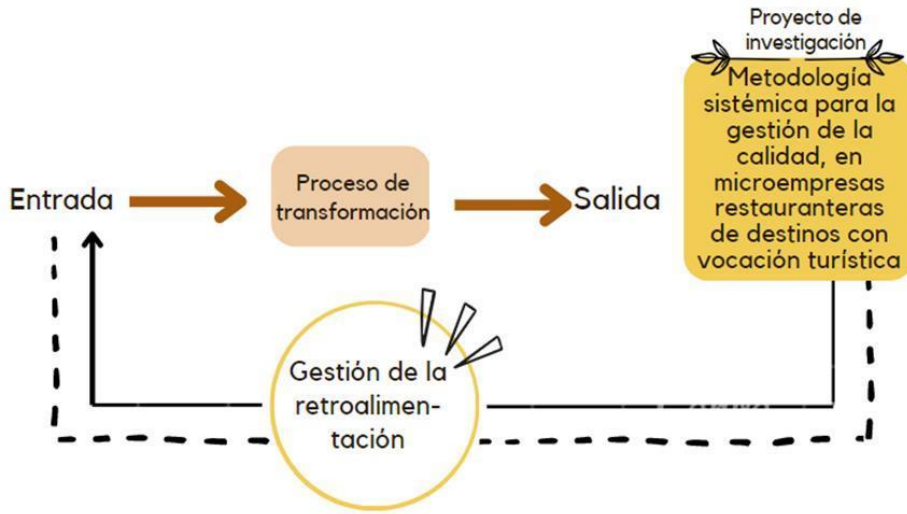 Proyecto de
investigación
Metodología
sistémica para la
gestión de la
calidad, en
microempresas
restauranteras
de destinos con
vocación turística
Entrada
Proceso de
transformación
Salida
Gestión de la
retroalimen-
tación